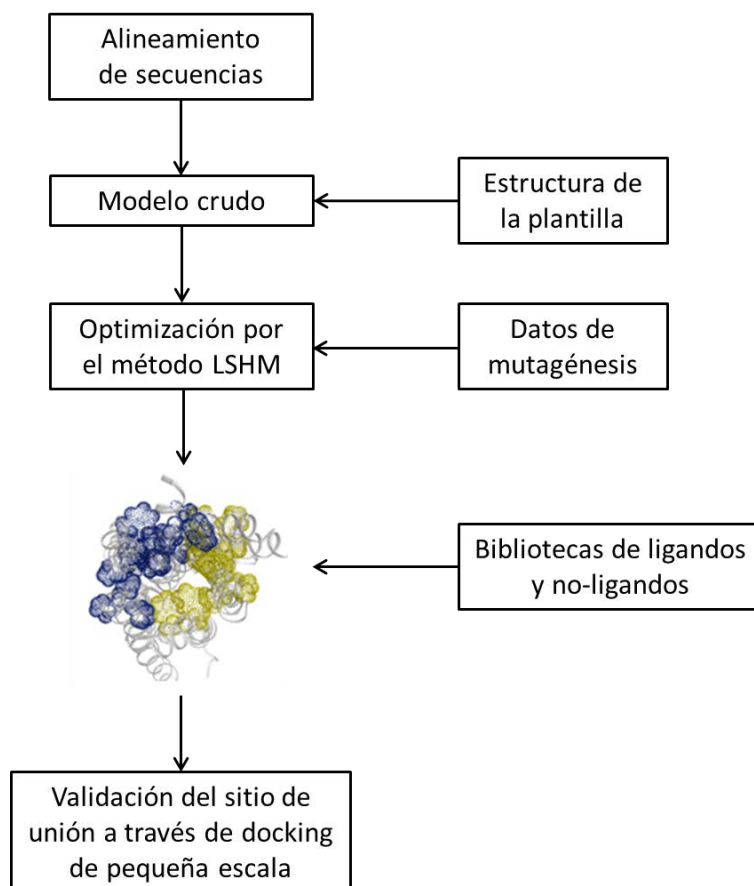 Alineamiento
de secuencias
Modelo crudo
Estructura de
la plantilla
Optimización por
el método LSHM
Datos de
mutagénesis
Bibliotecas de ligandos
y no-ligandos
Validación del sitio de
unión a través de docking
de pequeña escala